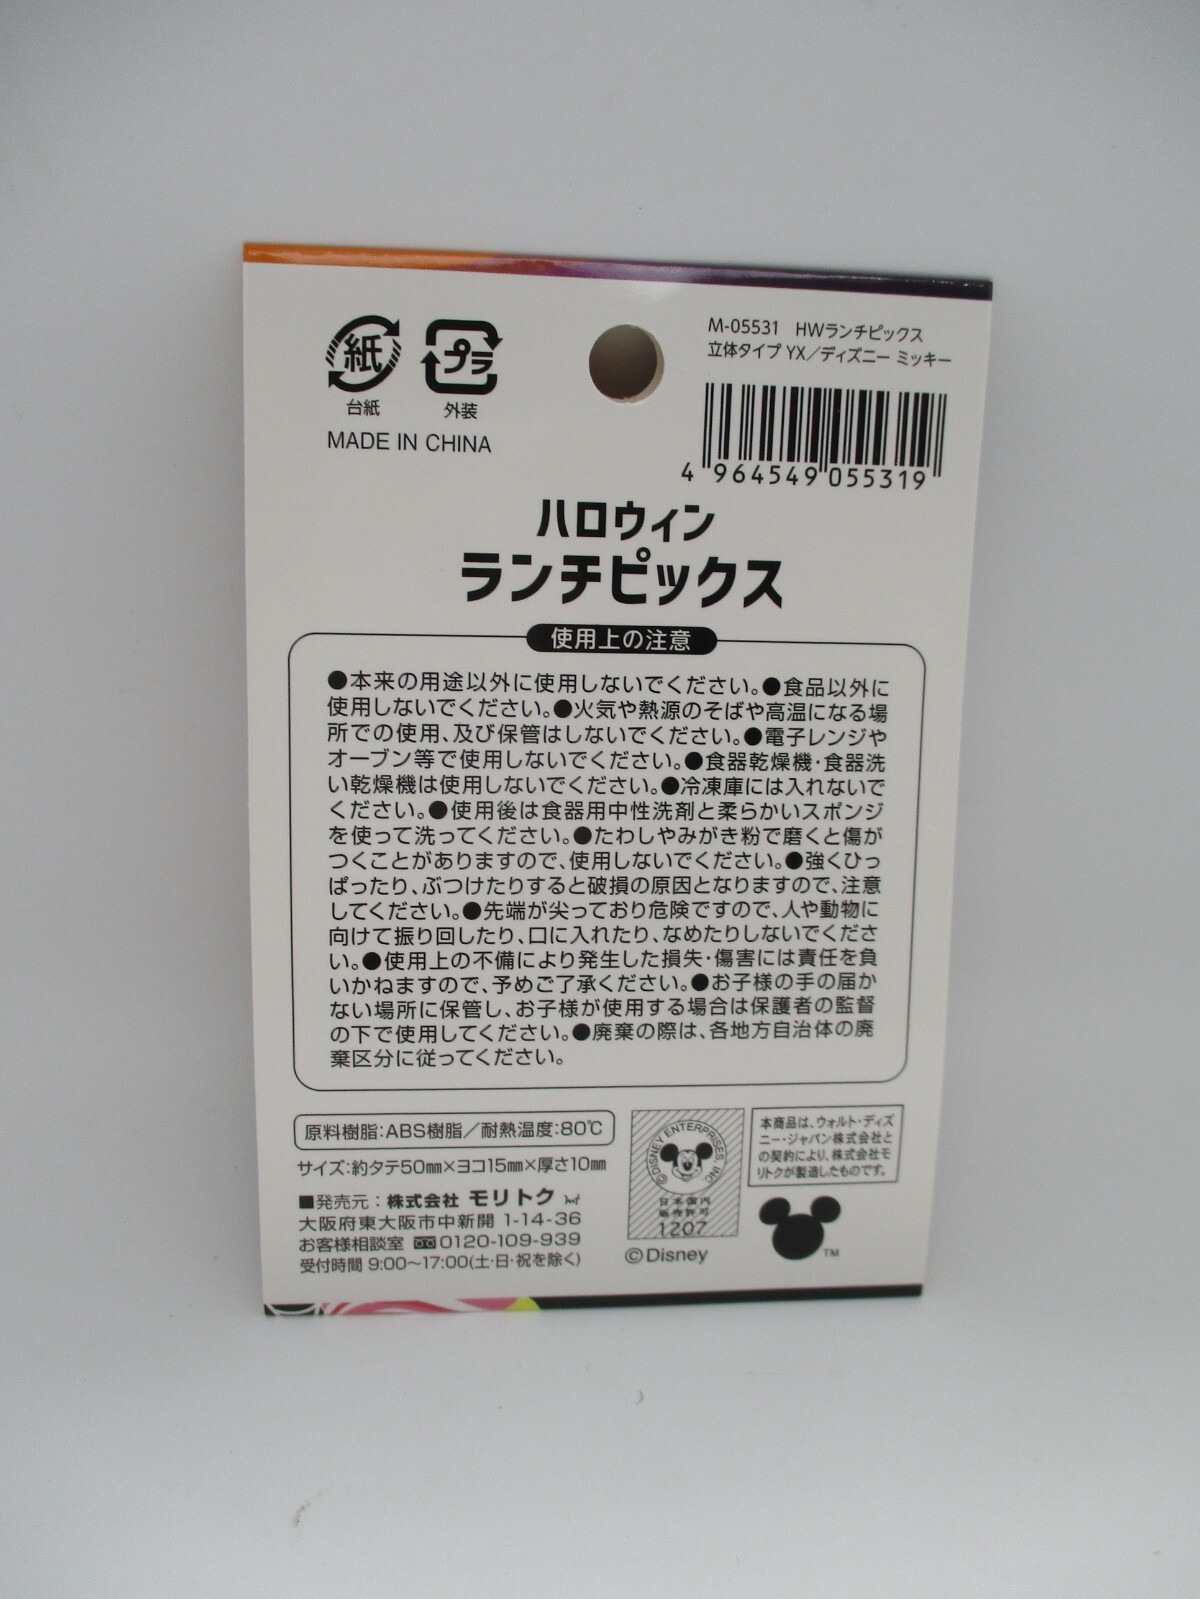 紙
プラ
台紙
外装
MADE IN CHINA
M-05531 HWランチピックス
立体タイプ YX/ディズニー ミッキー
4 964549 055319
ハロウィン
ランチピックス
使用上の注意
●本来の用途以外に使用しないでください。●食品以外に
使用しないでください。●火気や熱源のそばや高温になる場
所での使用、及び保管はしないでください。●電子レンジや
オーブン等で使用しないでください。●食器乾燥機・食器洗
い乾燥機は使用しないでください。●冷凍庫には入れないで
ください。●使用後は食器用中性洗剤と柔らかいスポンジ
を使って洗ってください。●たわしやみがき粉で磨くと傷が
つくことがありますので、使用しないでください。●強くひっ
ぱったり、ぶつけたりすると破損の原因となりますので、注意
してください。●先端が尖っており危険ですので、人や動物に
向けて振り回したり、口に入れたり、なめたりしないでくださ
い。●使用上の不備により発生した損失・傷害には責任を負
いかねますので、予めご了承ください。●お子様の手の届か
ない場所に保管し、お子様が使用する場合は保護者の監督
の下で使用してください。●廃棄の際は、各地方自治体の廃
棄区分に従ってください。
原料樹脂:ABS樹脂/耐熱温度:80℃
サイズ:約タテ50㎜×ヨコ15㎜×厚さ10㎜
■発売元:株式会社 モリトク
大阪府東大阪市中新開 1-14-36
お客様相談室 0120-109-939
受付時間 9:00〜17:00(土・日・祝を除く)
©DISNEY ENTERPRISES, INC.
日本国内
販売許可
1207
©Disney
本商品は、ウォルト・ディズ
ニー・ジャパン株式会社と
の契約により、株式会社モ
リトクが製造したものです。
TM